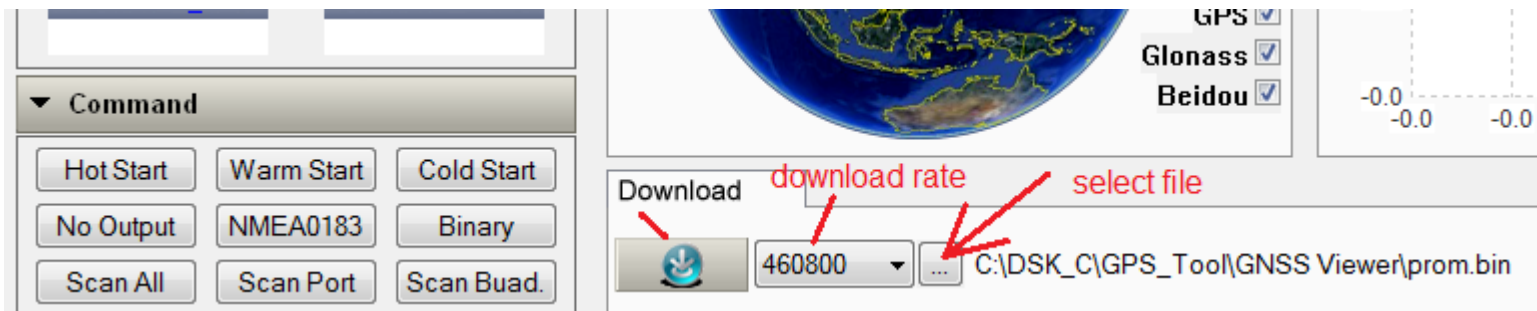 GPS
Glonass
Beidou
-0.0
-0.0 -0.0
Command
Hot Start Warm Start Cold Start
No Output NMEA0183 Binary
Scan All Scan Port Scan Buad.
Download download rate select file
460800 ... C:\DSK_C\GPS_Tool\GNSS Viewer\prom.bin